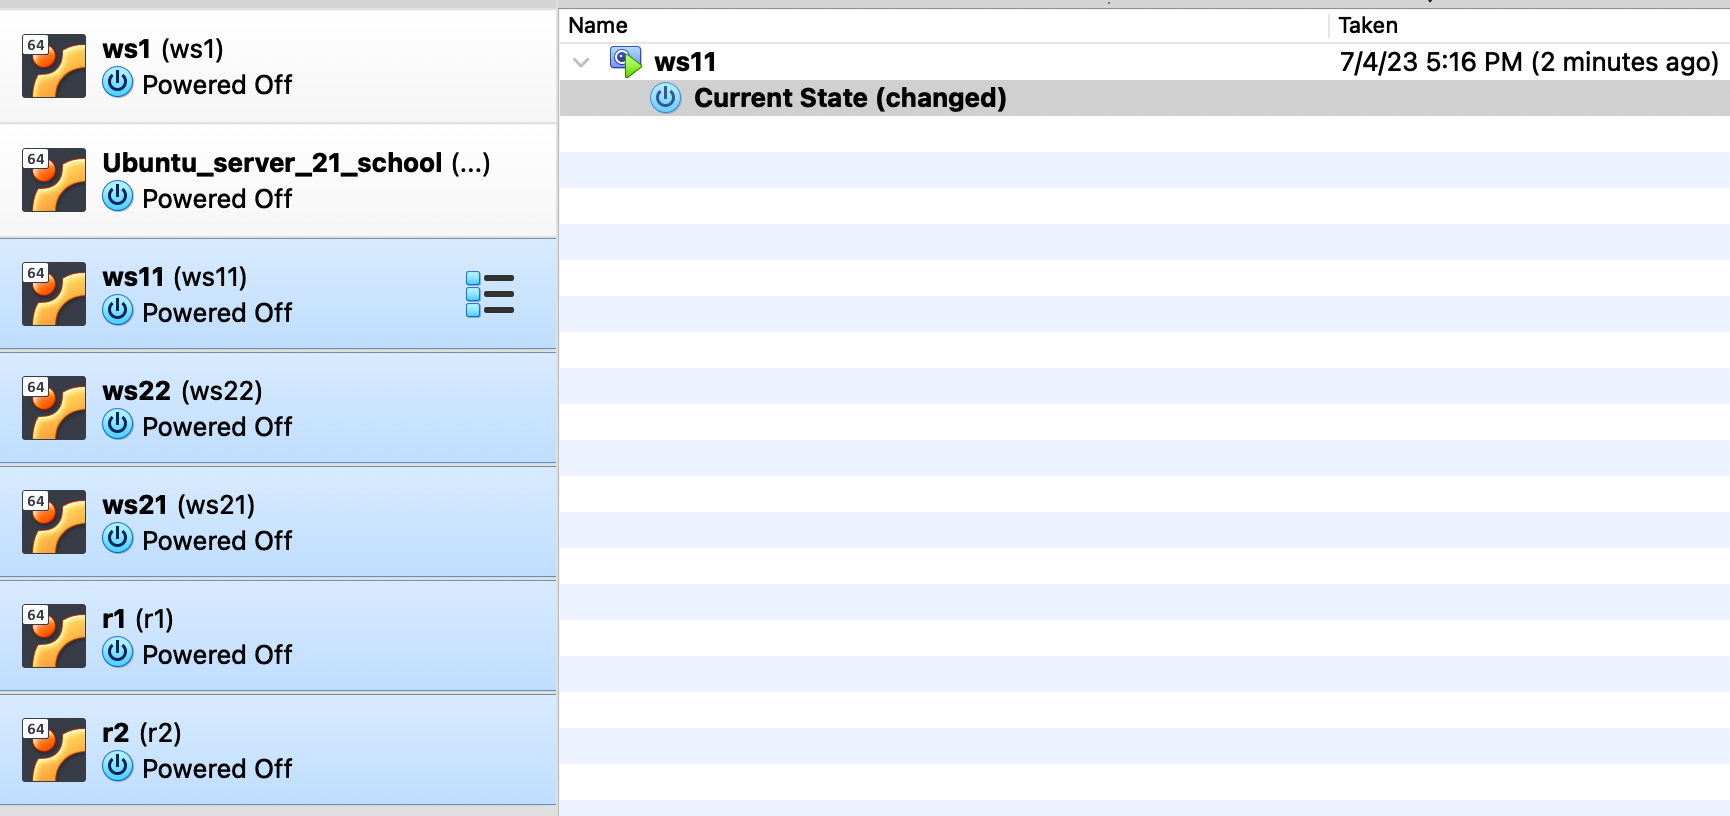 64
ws1 (ws1)
Powered Off
64
Ubuntu_server_21_school (...)
Powered Off
64
ws11 (ws11)
Powered Off
64
ws22 (ws22)
Powered Off
64
ws21 (ws21)
Powered Off
64
r1 (r1)
Powered Off
64
r2 (r2)
Powered Off
Name Taken
ws11 7/4/23 5:16 PM (2 minutes ago)
Current State (changed)